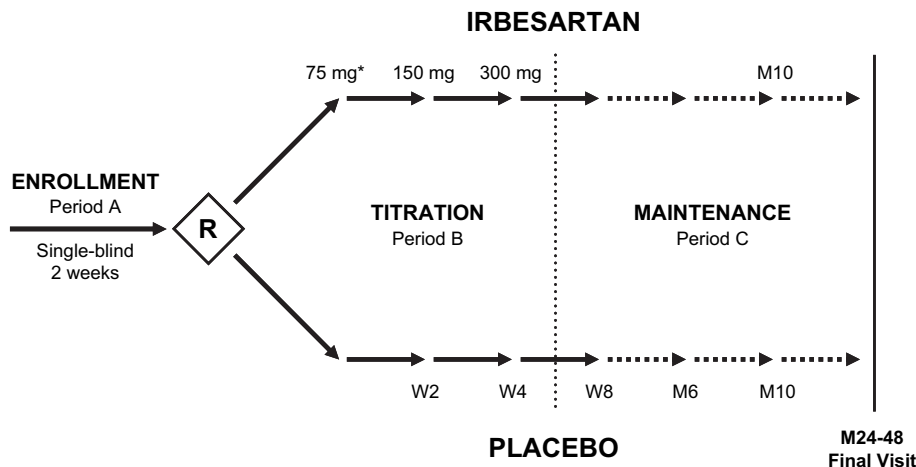 IRBESARTAN
75 mg*
150 mg
300 mg
M10
ENROLLMENT
Period A
Single-blind
2 weeks
R
TITRATION
Period B
MAINTENANCE
Period C
W2
W4
W8
M6
M10
PLACEBO
M24-48
Final Visit